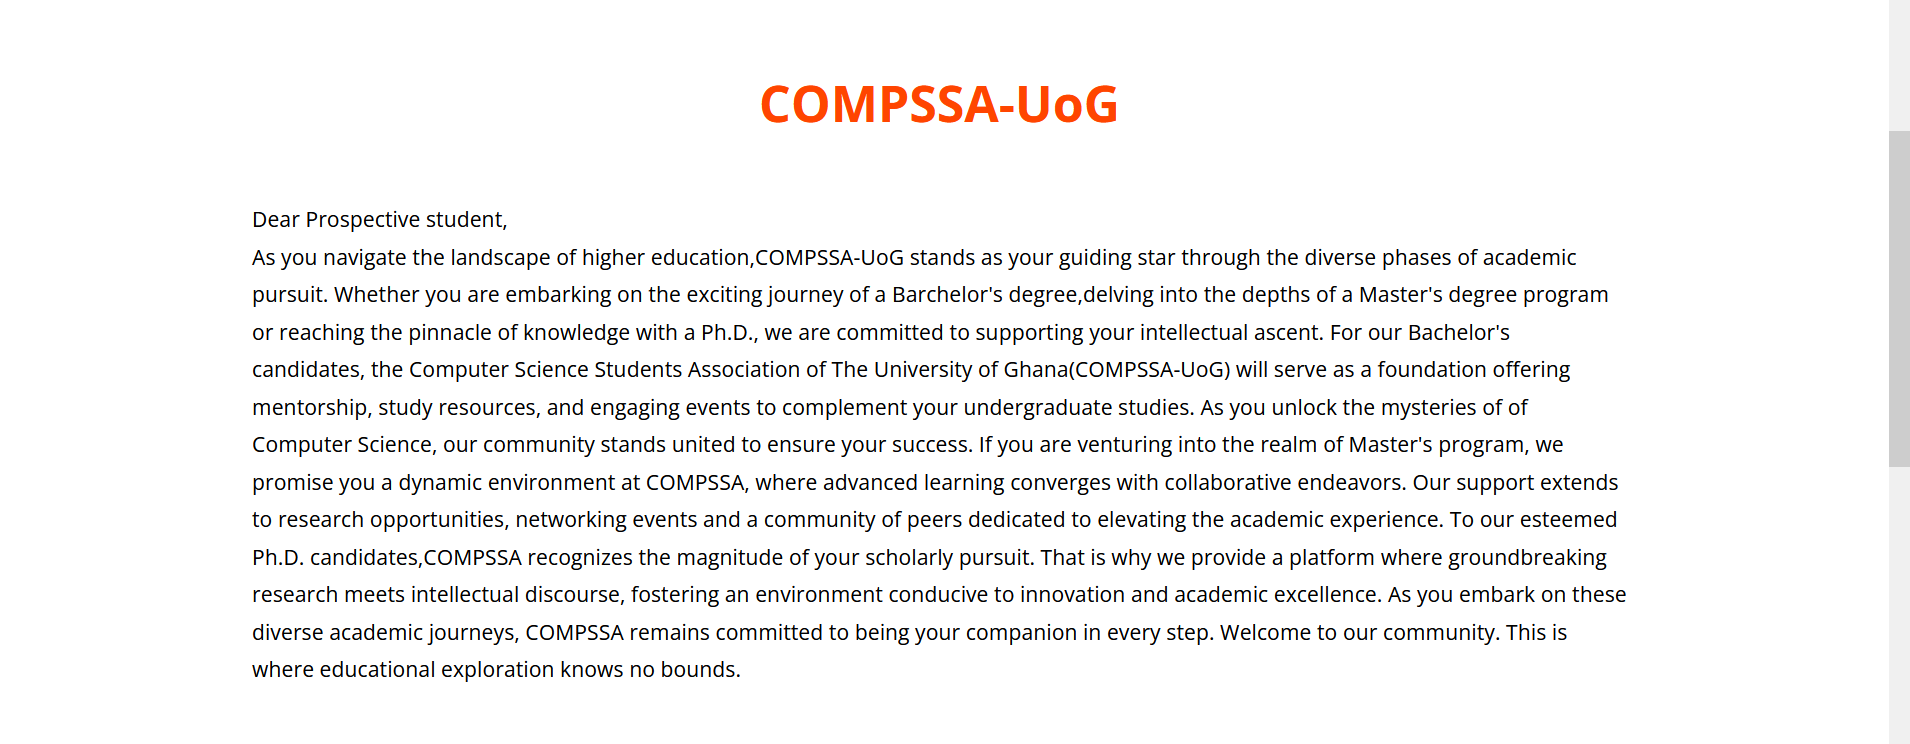 COMPSSA-UoG
Dear Prospective student,
As you navigate the landscape of higher education,COMPSSA-UoG stands as your guiding star through the diverse phases of academic
pursuit. Whether you are embarking on the exciting journey of a Barchelor's degree,delving into the depths of a Master's degree program
or reaching the pinnacle of knowledge with a Ph.D., we are committed to supporting your intellectual ascent. For our Bachelor's
candidates, the Computer Science Students Association of The University of Ghana(COMPSSA-UoG) will serve as a foundation offering
mentorship, study resources, and engaging events to complement your undergraduate studies. As you unlock the mysteries of of
Computer Science, our community stands united to ensure your success. If you are venturing into the realm of Master's program, we
promise you a dynamic environment at COMPSSA, where advanced learning converges with collaborative endeavors. Our support extends
to research opportunities, networking events and a community of peers dedicated to elevating the academic experience. To our esteemed
Ph.D. candidates,COMPSSA recognizes the magnitude of your scholarly pursuit. That is why we provide a platform where groundbreaking
research meets intellectual discourse, fostering an environment conducive to innovation and academic excellence. As you embark on these
diverse academic journeys, COMPSSA remains committed to being your companion in every step. Welcome to our community. This is
where educational exploration knows no bounds.